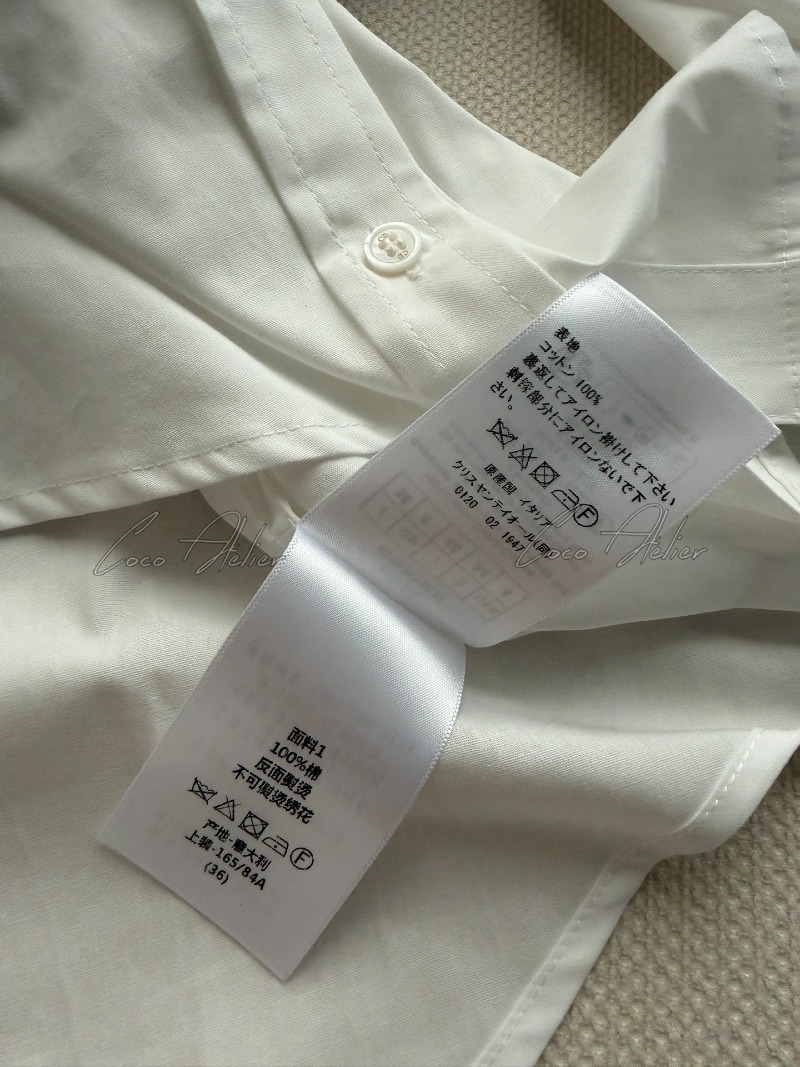 表地
コットン 100%
裏返してアイロン掛けして下さい
刺繍部分にアイロンないで下
さい。
F
原産国 イタリア
クリスャンティオール(同
0120 02 1947
Coco Atelier
Coco Atelier
面料1
100%棉
反面熨烫
不可熨烫绣花
F
产地-意大利
上装-165/84A
(36)